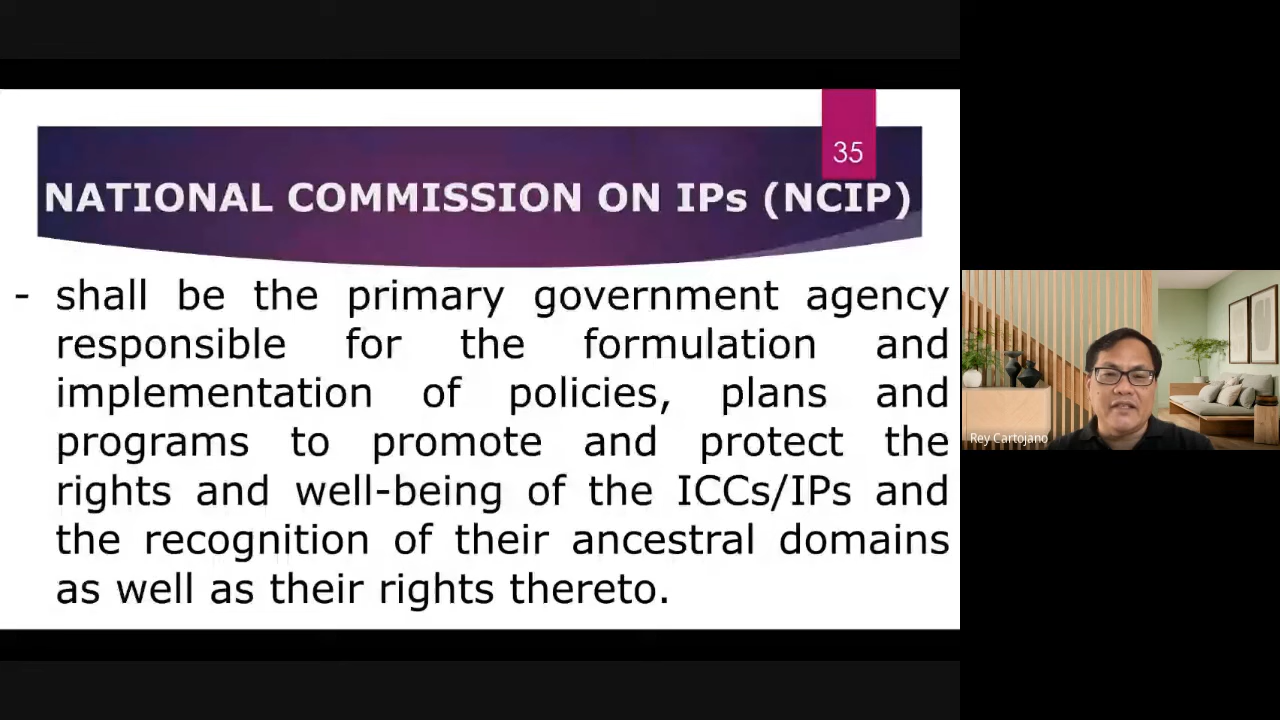 35
NATIONAL COMMISSION ON IPs (NCIP)
- shall be the primary government agency
responsible for the formulation and
implementation of policies, plans and
programs to promote and protect the
rights and well-being of the ICCs/IPs and
the recognition of their ancestral domains
as well as their rights thereto.
Rey Cartojano